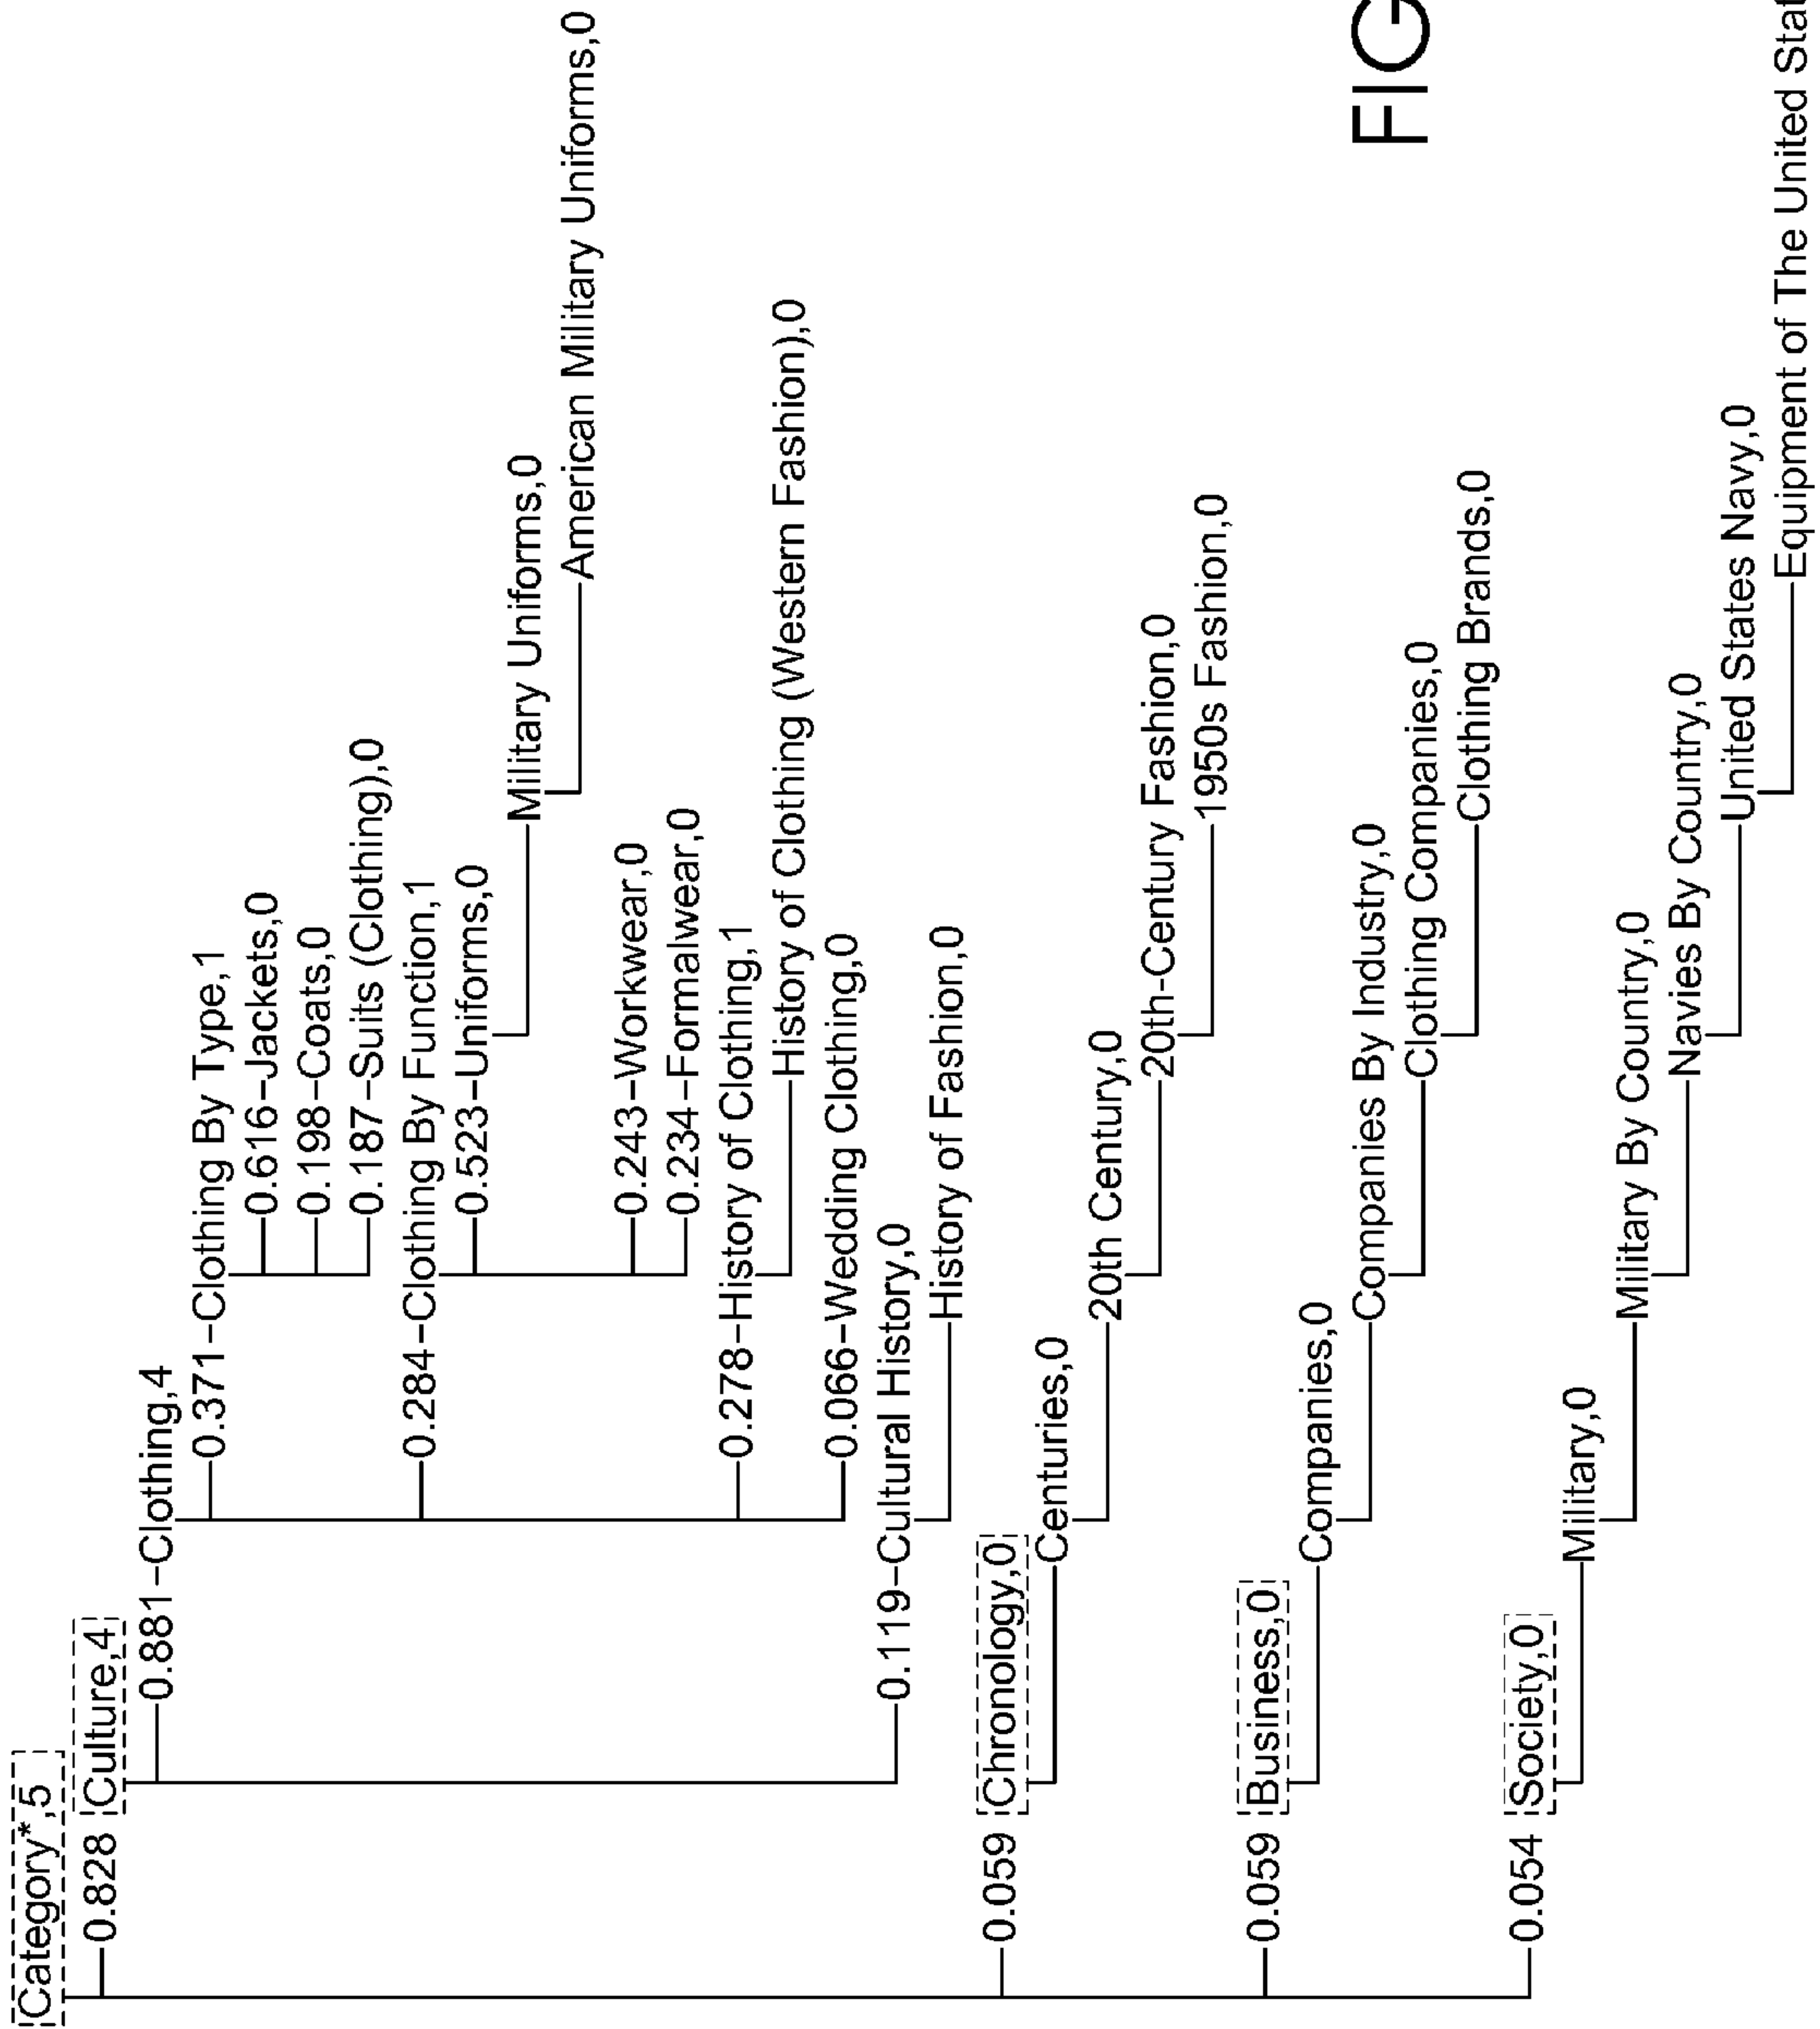 Category*,5
0.828 Culture,4
0.881-Clothing,4
0.371-Clothing By Type,1
0.616-Jackets,0
0.198-Coats,0
0.187-Suits (Clothing),0
0.284-Clothing By Function,1
0.523-Uniforms,0
Military Uniforms,0
American Military Uniforms,0
0.243-Workwear,0
0.234-Formalwear,0
0.278-History of Clothing,1
History of Clothing (Western Fashion),0
0.066-Wedding Clothing,0
0.119-Cultural History,0
History of Fashion,0
0.059 Chronology,0
Centuries,0
20th Century,0
20th-Century Fashion,0
1950s Fashion,0
0.059 Business,0
Companies,0
Companies By Industry,0
Clothing Companies,0
Clothing Brands,0
0.054 Society,0
Military,0
Military By Country,0
Navies By Country,0
United States Navy,0
Equipment of The United
FIG